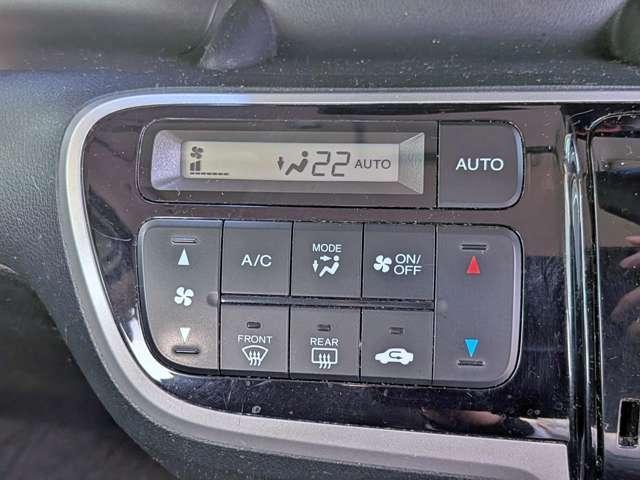 22 AUTO
AUTO
A/C
MODE
ON/
OFF
FRONT
REAR